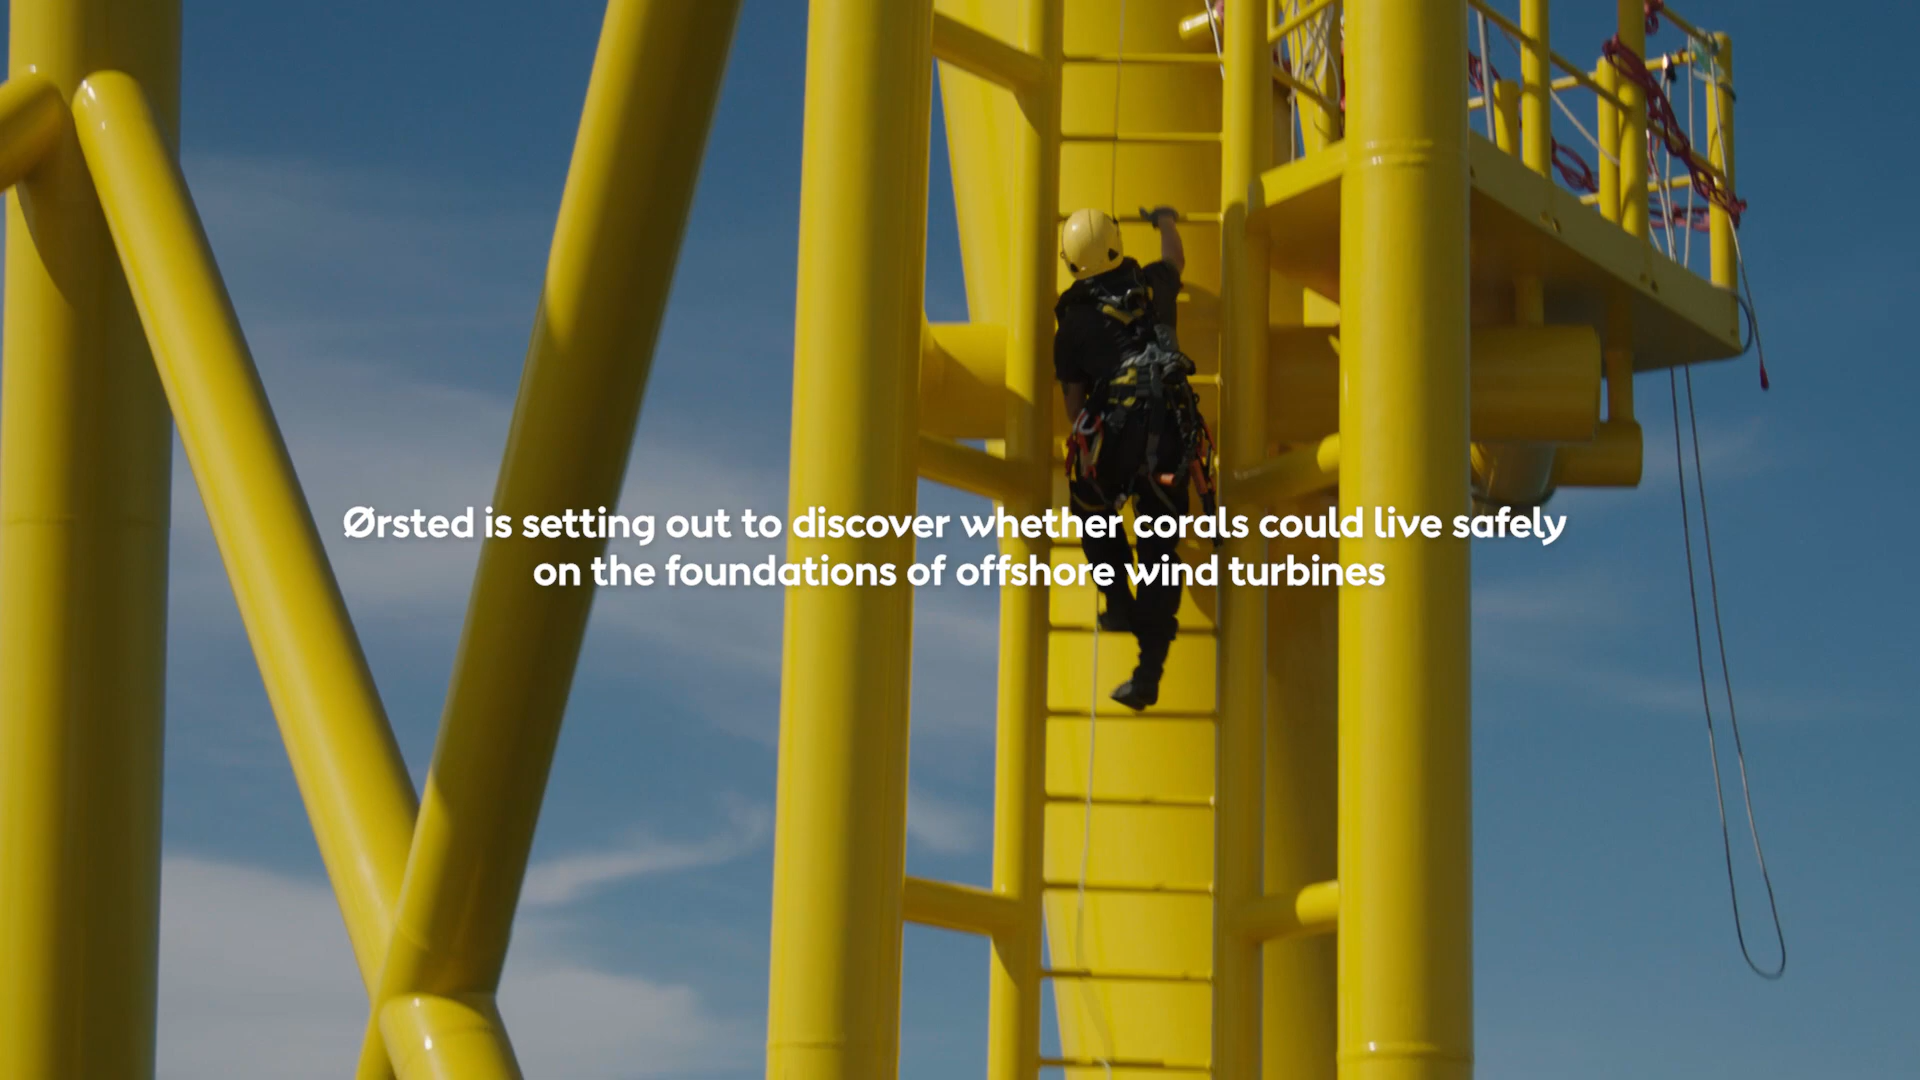 Ørsted is setting out to discover whether corals could live safely
on the foundations of offshore wind turbines